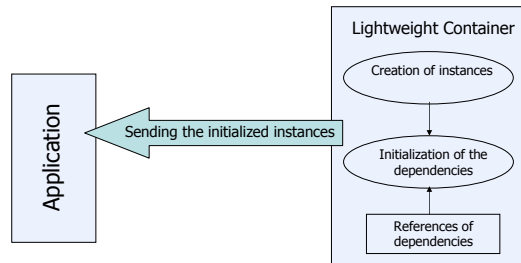 Lightweight Container
Creation of instances
Application
Sending the initialized instances
Initialization of the
dependencies
References of
dependencies